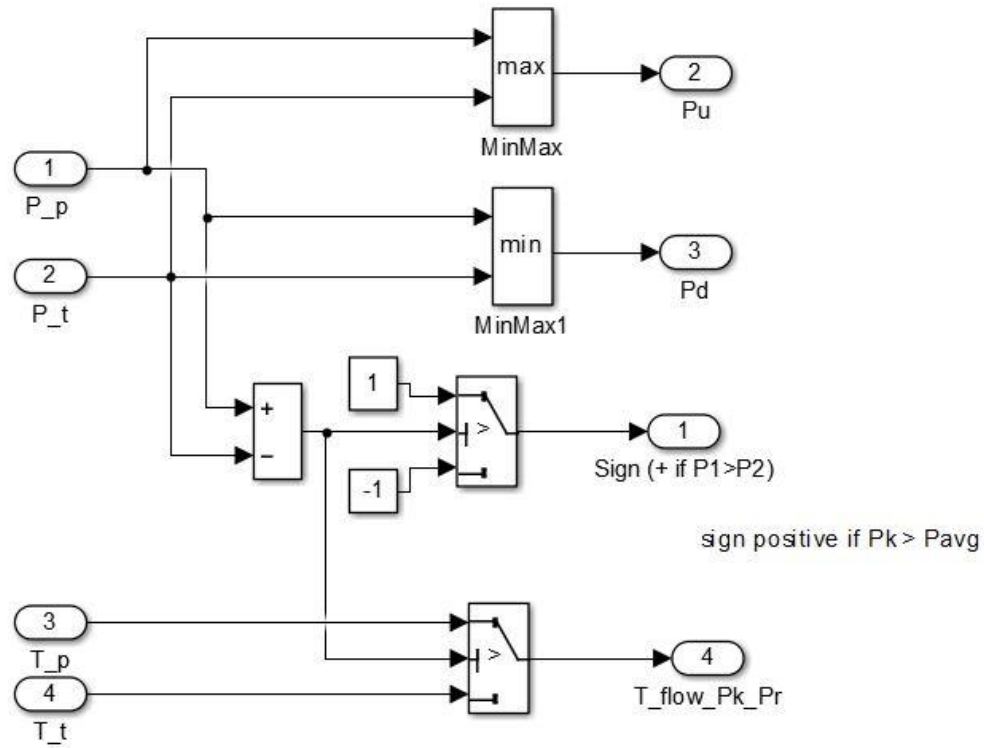 max
MinMax
2
Pu
1
P_p
min
MinMax1
3
Pd
2
P_t
+
−
1
-1
>
1
Sign (+ if P1>P2)
sign positive if Pk > Pavg
3
T_p
4
T_t
>
4
T_flow_Pk_Pr